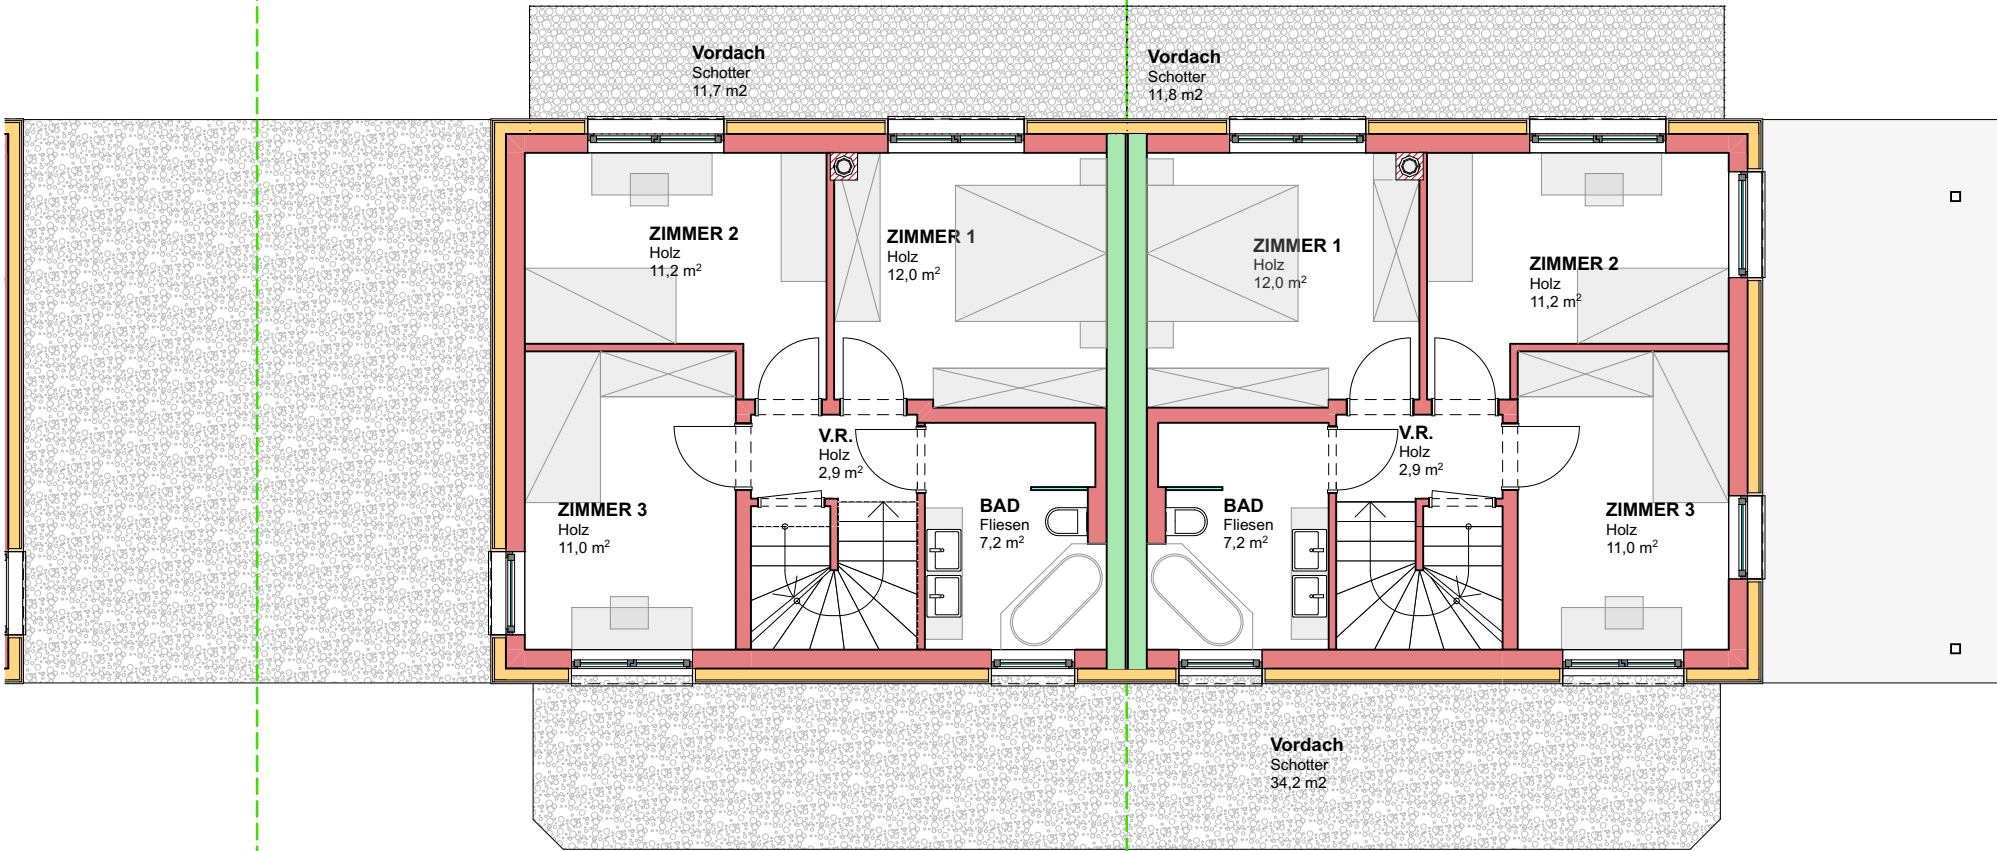 Vordach
Schotter
11,7 m2
Vordach
Schotter
11,8 m2
ZIMMER 2
Holz
11,2 m²
ZIMMER 1
Holz
12,0 m²
ZIMMER 1
Holz
12,0 m²
ZIMMER 2
Holz
11,2 m²
V.R.
Holz
2,9 m²
V.R.
Holz
2,9 m²
ZIMMER 3
Holz
11,0 m²
BAD
Fliesen
7,2 m²
BAD
Fliesen
7,2 m²
ZIMMER 3
Holz
11,0 m²
Vordach
Schotter
34,2 m2